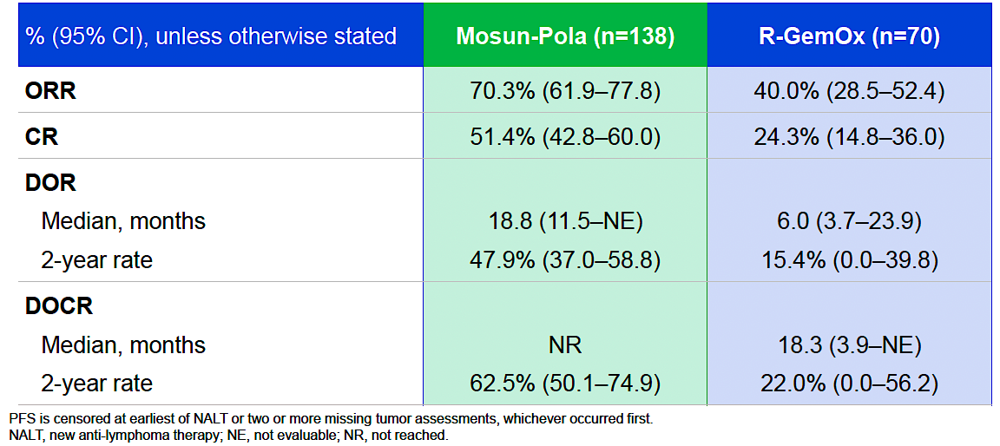 % (95% CI), unless otherwise stated Mosun-Pola (n=138) R-GemOx (n=70)
ORR 70.3% (61.9–77.8) 40.0% (28.5–52.4)
CR 51.4% (42.8–60.0) 24.3% (14.8–36.0)
DOR
Median, months 18.8 (11.5–NE) 6.0 (3.7–23.9)
2-year rate 47.9% (37.0–58.8) 15.4% (0.0–39.8)
DOCR
Median, months NR 18.3 (3.9–NE)
2-year rate 62.5% (50.1–74.9) 22.0% (0.0–56.2)
PFS is censored at earliest of NALT or two or more missing tumor assessments, whichever occurred first.
NALT, new anti-lymphoma therapy; NE, not evaluable; NR, not reached.